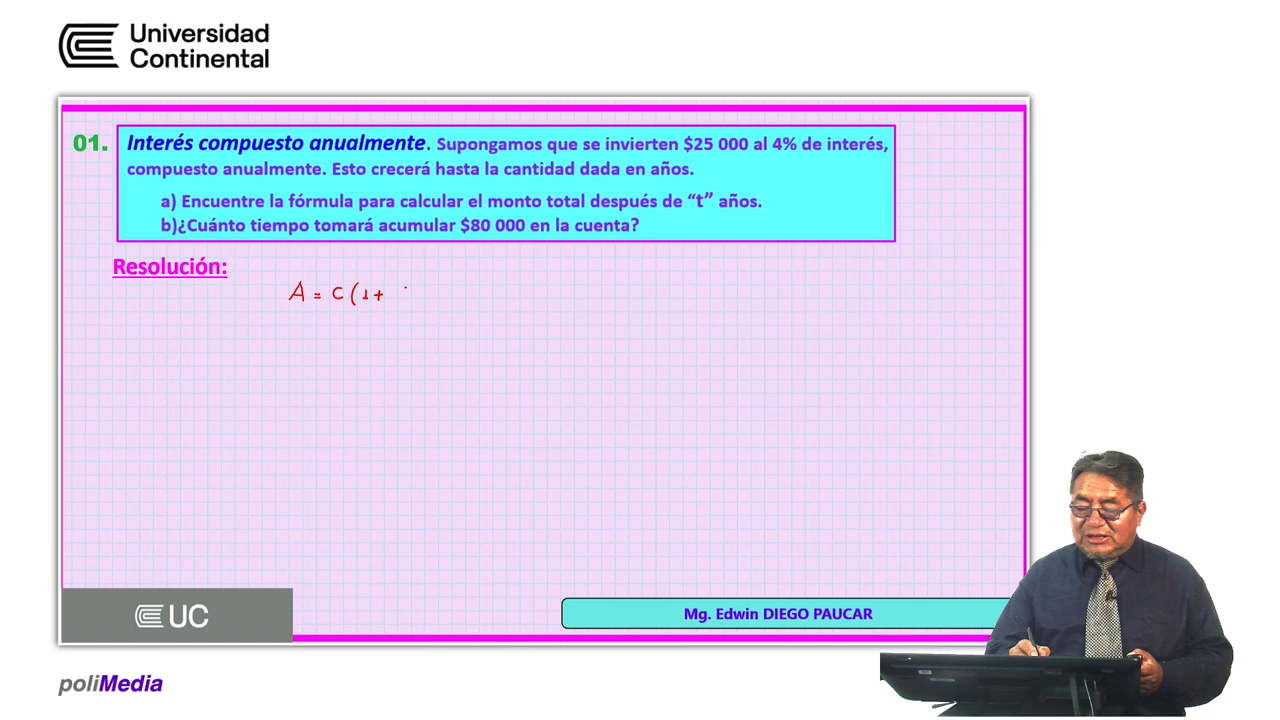 Universidad
Continental
01. Interés compuesto anualmente. Supongamos que se invierten $25 000 al 4% de interés,
compuesto anualmente. Esto crecerá hasta la cantidad dada en años.
a) Encuentre la fórmula para calcular el monto total después de “t” años.
b)¿Cuánto tiempo tomará acumular $80 000 en la cuenta?
Resolución:
A = C (1+
UC
Mg. Edwin DIEGO PAUCAR
poliMedia